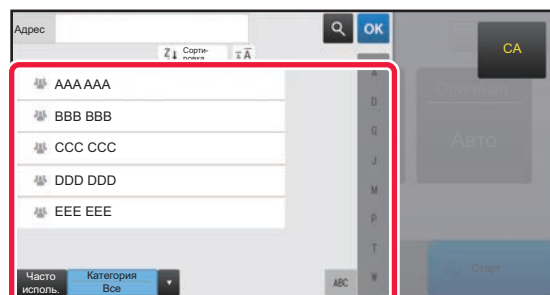 Адрес
OK
CA
Сорти-
ровка
Оригинал
Авто
AAA AAA
BBB BBB
CCC CCC
DDD DDD
EEE EEE
A
D
G
J
M
P
T
W
Часто
исполь.
Категория
Все
ABC
Старт